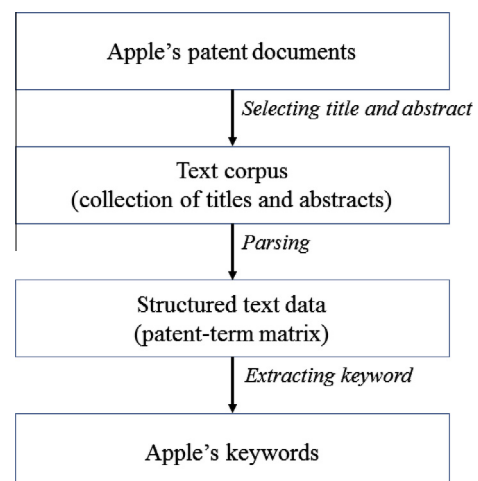 Apple’s patent documents
Selecting title and abstract
Text corpus
(collection of titles and abstracts)
Parsing
Structured text data
(patent-term matrix)
Extracting keyword
Apple’s keywords